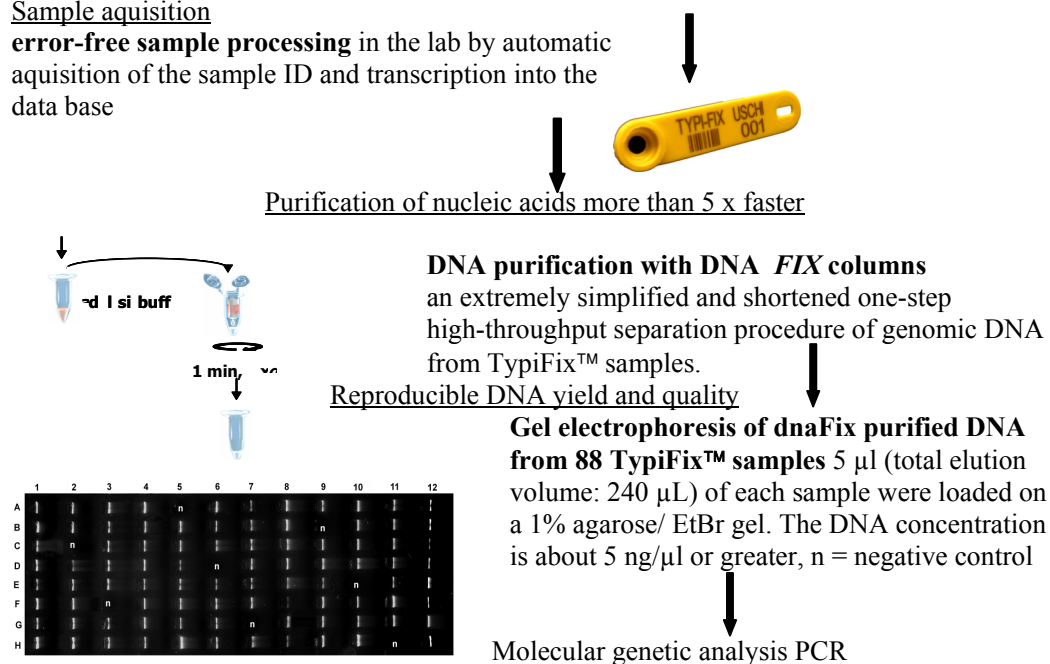 Sample aquisition
error-free sample processing in the lab by automatic
aquisition of the sample ID and transcription into the
data base
TYPI-FIX USCHI
001
Purification of nucleic acids more than 5 x faster
DNA purification with DNA FIX columns
an extremely simplified and shortened one-step
high-throughput separation procedure of genomic DNA
from TypiFix™ samples.
buff
1 min,
Reproducible DNA yield and quality
Gel electrophoresis of dnaFix purified DNA
from 88 TypiFix™ samples 5 µl (total elution
volume: 240 µL) of each sample were loaded on
a 1% agarose/ EtBr gel. The DNA concentration
is about 5 ng/µl or greater, n = negative control
1 2 3 4 5 6 7 8 9 10 11 12
A n
B n
C n
D n
E n
F n
G n
H n
Molecular genetic analysis PCR